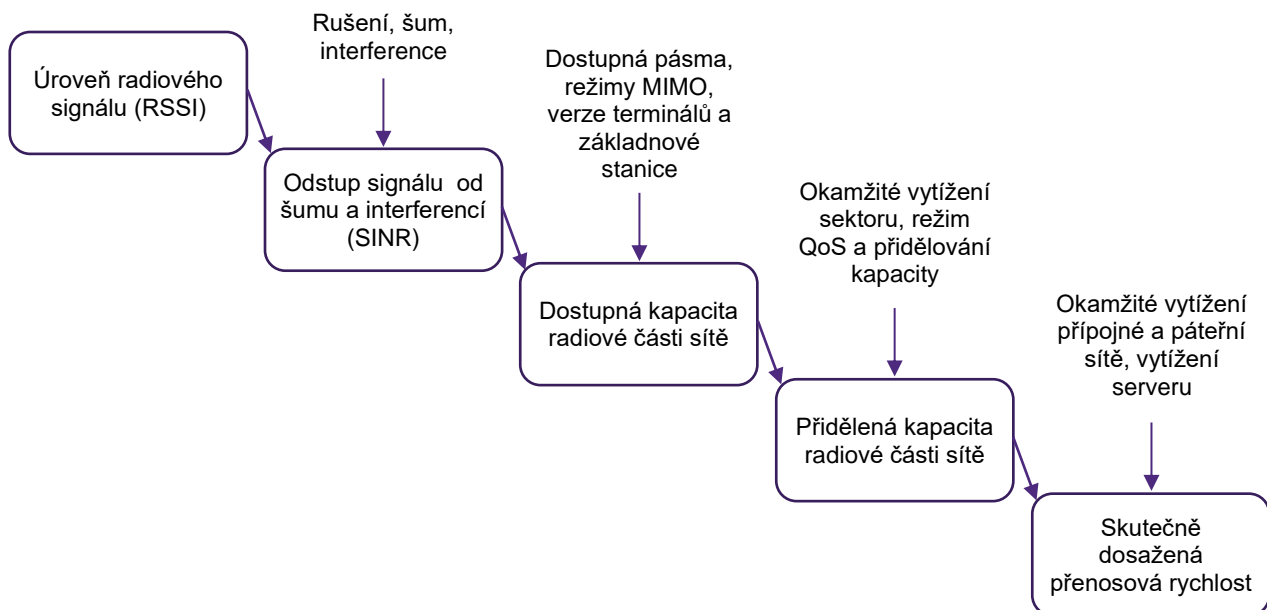 Rušení, šum,
interference
Úroveň radiového
signálu (RSSI)
Dostupná pásma,
režimy MIMO,
verze terminálů a
základnové
stanice
Odstup signálu  od
šumu a interferencí
(SINR)
Okamžité vytížení
sektoru, režim
QoS a přidělování
kapacity
Dostupná kapacita
radiové části sítě
Okamžité vytížení
přípojné a páteřní
sítě, vytížení
serveru
Přidělená kapacita
radiové části sítě
Skutečně
dosažená
přenosová rychlost